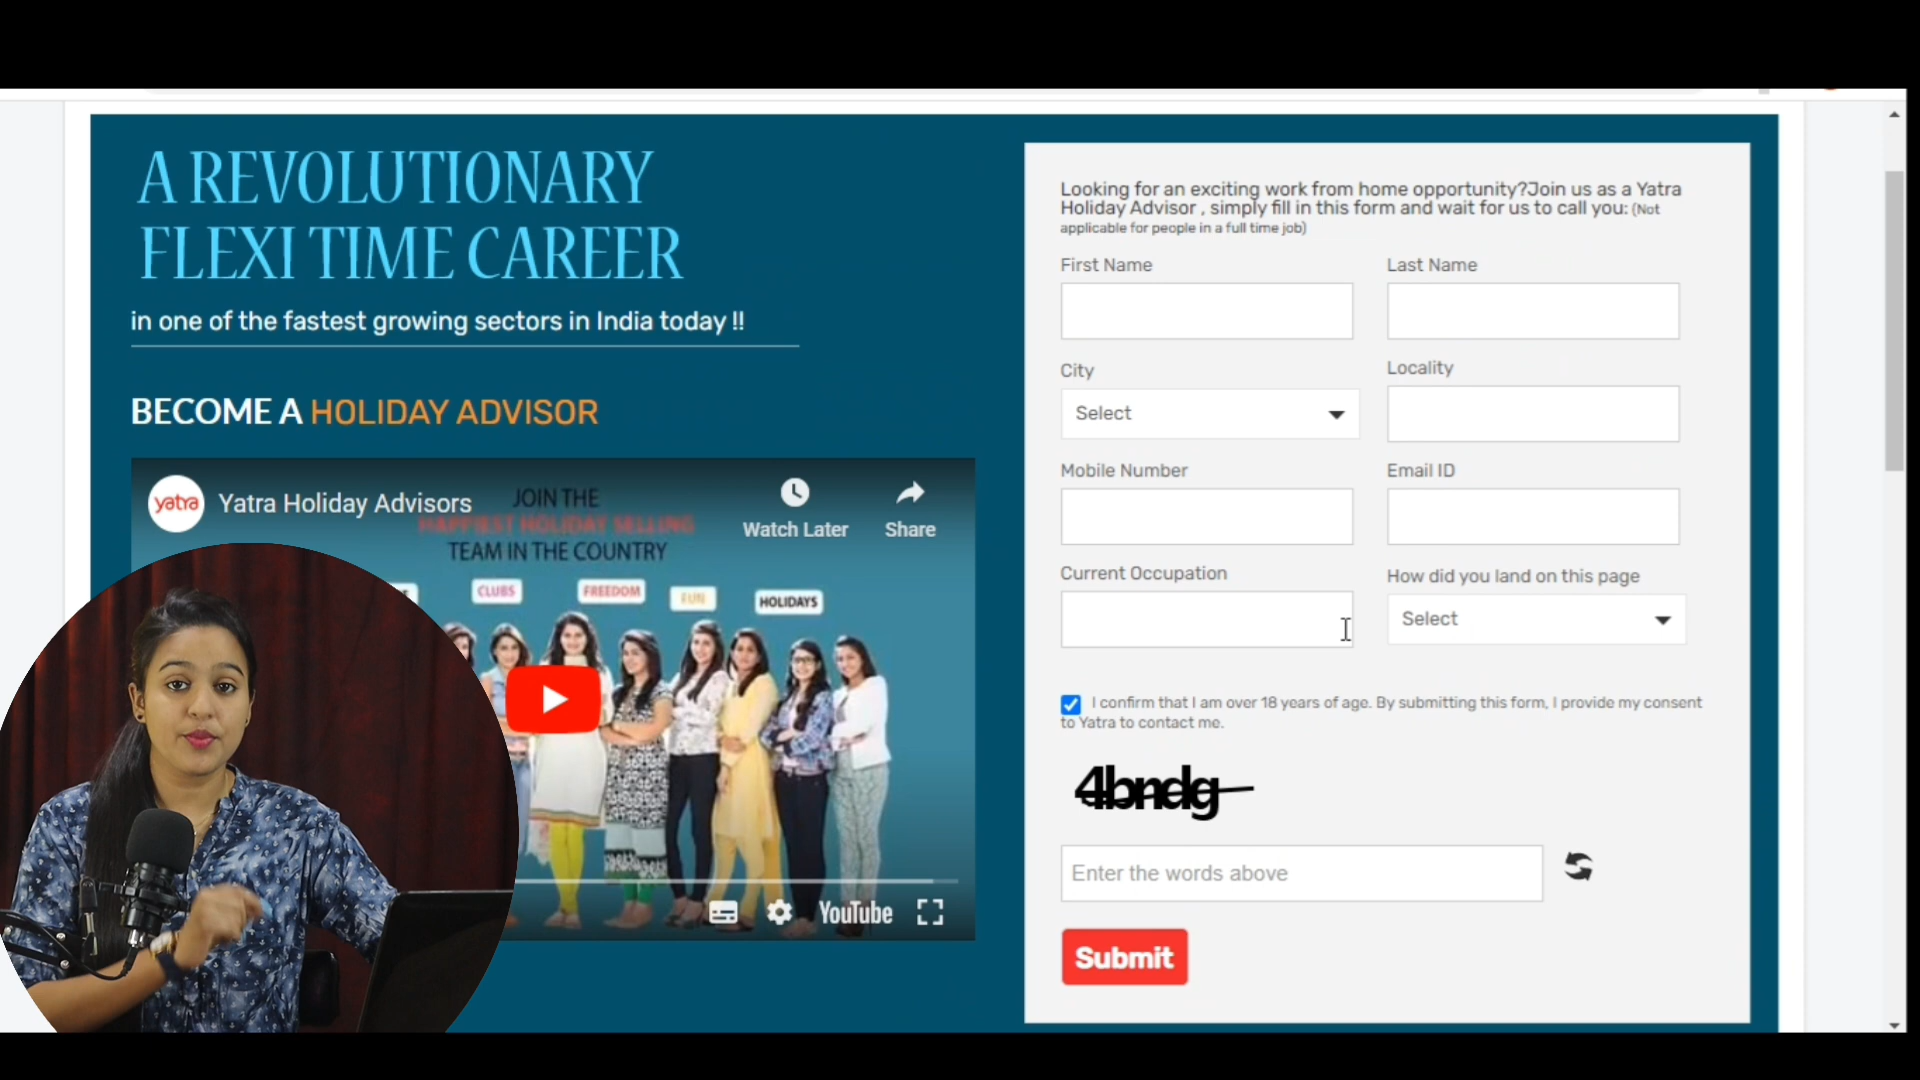 A REVOLUTIONARY
FLEXI TIME CAREER
in one of the fastest growing sectors in India today !!
BECOME A HOLIDAY ADVISOR
yatra
Yatra Holiday Advisors
JOIN THE
HAPPIEST HOLIDAY SELLING
TEAM IN THE COUNTRY
Watch Later
Share
CLUBS
FREEDOM
FUN
HOLIDAYS
YouTube
Looking for an exciting work from home opportunity?Join us as a Yatra
Holiday Advisor , simply fill in this form and wait for us to call you: (Not
applicable for people in a full time job)
First Name
Last Name
City
Locality
Select
Mobile Number
Email ID
Current Occupation
How did you land on this page
Select
I confirm that I am over 18 years of age. By submitting this form, I provide my consent
to Yatra to contact me.
4bndg
Enter the words above
Submit